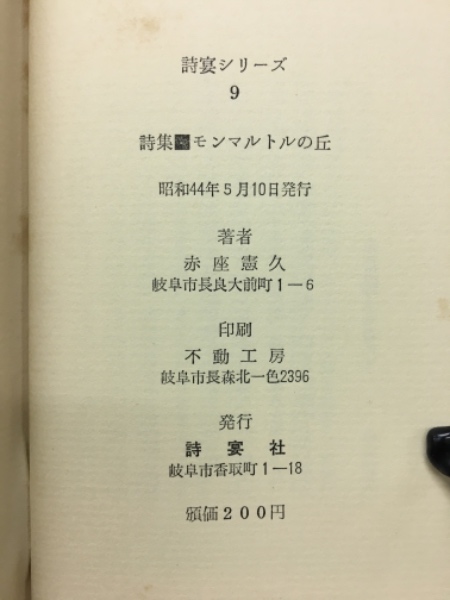 詩宴シリーズ
9
詩集■モンマルトルの丘
昭和44年5月10日発行
著者
赤座憲久
岐阜市長良大前町1―6
印刷
不動工房
岐阜市長森北一色2396
発行
詩宴社
岐阜市香取町1―18
頒価200円